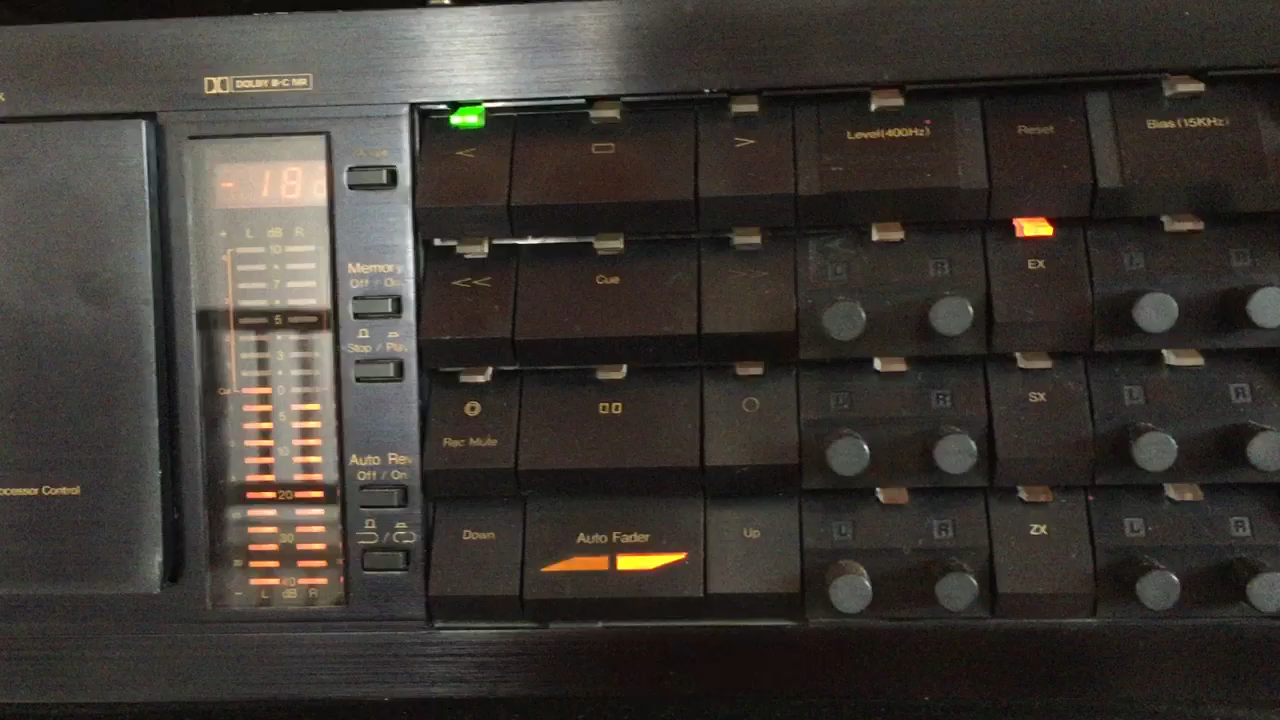 DOLBY B-C NR
Level(400Hz)
Reset
Bias(15KHz)
-18
+ L dB R
10
7
5
3
0
5
10
20
30
40
- L dB R
Memory
Off / On
Stop / Play
Auto Rev
Off / On
<
>
<<
Cue
>>
L
R
EX
L
R
Rec Mute
L
R
SX
L
R
Down
Auto Fader
Up
L
R
ZX
L
R
ocessor Control